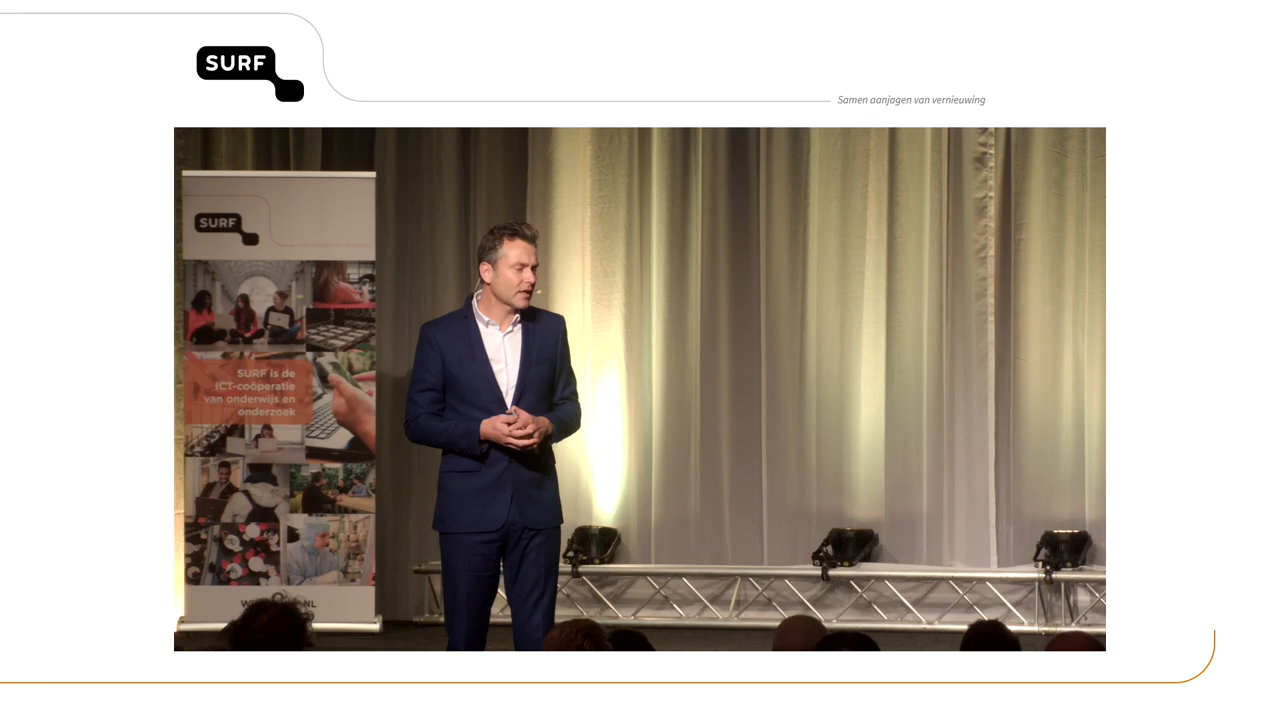 SURF
Samen aanjagen van vernieuwing
SURF
SURF is de
ICT-coöperatie
van onderwijs en
onderzoek